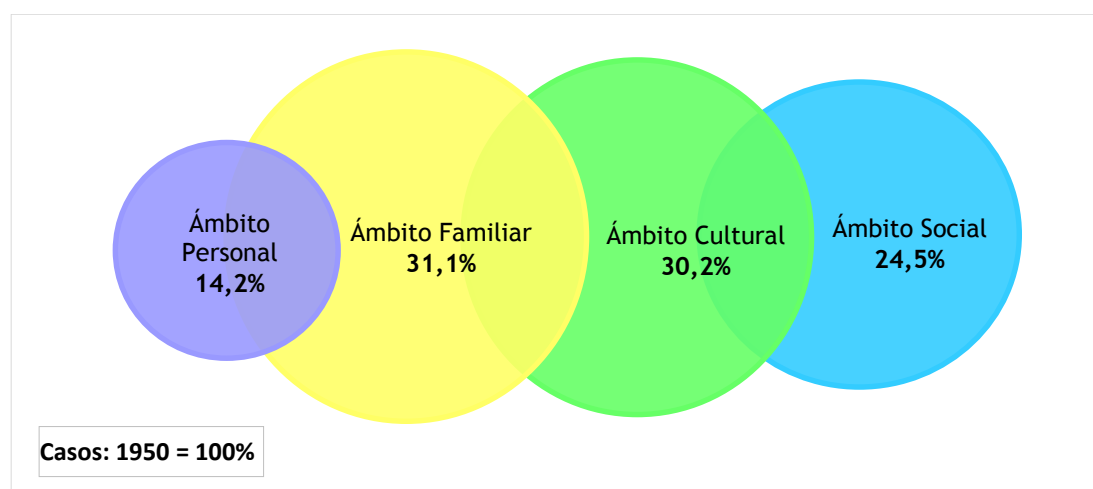 Ámbito
Personal
14,2%
Ámbito Familiar
31,1%
Ámbito Cultural
30,2%
Ámbito Social
24,5%
Casos: 1950 = 100%